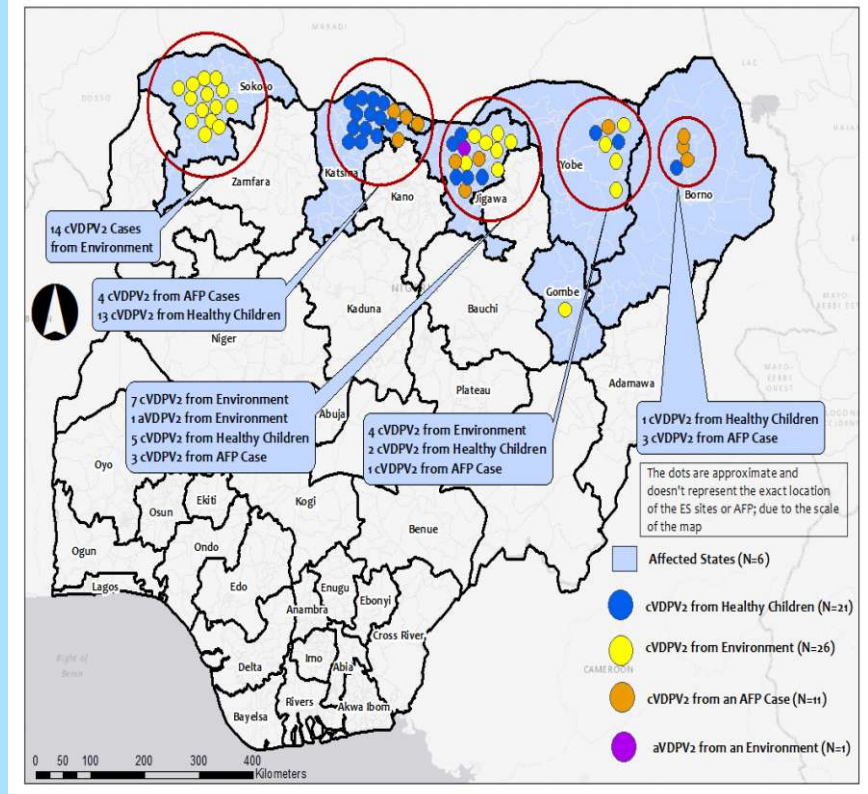 MARADI
DOSSO
LAC
Sokoto
Zamfara
Katsina
Kano
Jigawa
Yobe
Borno
14 cVDPV2 Cases
from Environment
4 cVDPV2 from AFP Cases
13 cVDPV2 from Healthy Children
Gombe
Kaduna
Bauchi
Niger
Adamawa
Plateau
Abuja
7 cVDPV2 from Environment
1 aVDPV2 from Environment
5 cVDPV2 from Healthy Children
3 cVDPV2 from AFP Case
4 cVDPV2 from Environment
2 cVDPV2 from Healthy Children
1 cVDPV2 from AFP Case
1 cVDPV2 from Healthy Children
3 cVDPV2 from AFP Case
The dots are approximate and
doesn't represent the exact location
of the ES sites or AFP; due to the scale
of the map
Oyo
Osun
Ekiti
Kogi
Benue
Ogun
Ondo
Lagos
Edo
Enugu
Ebonyi
Anambra
Cross River
Delta
Imo
Abia
Bayelsa
Rivers
Akwa Ibom
CAMEROON
Bight of
Benin
Affected States (N=6)
cVDPV2 from Healthy Children (N=21)
cVDPV2 from Environment (N=26)
cVDPV2 from an AFP Case (N=11)
aVDPV2 from an Environment (N=1)
0 50 100 200 300 400
Kilometers